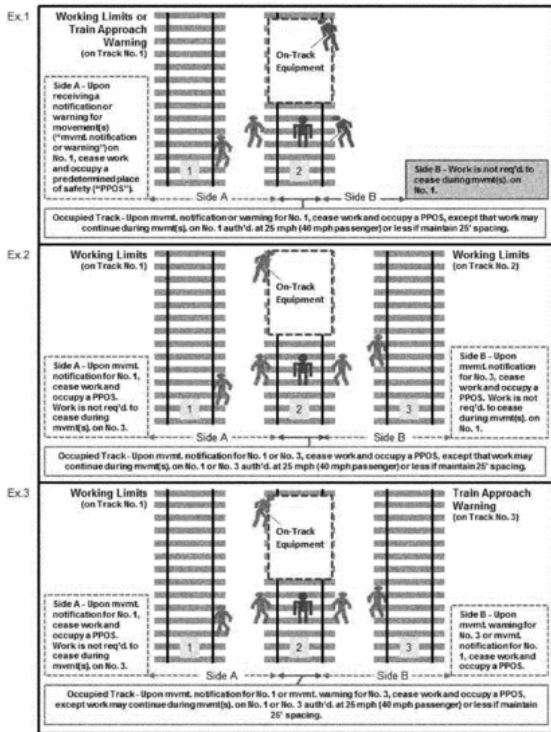 Ex.1
Working Limits or
Train Approach
Warning
(on Track No. 1)
On-Track
Equipment
Side A - Upon
receiving a
notification or
warning for
movement(s)
("mvmt. notification
or warning") on
No. 1, cease work
and occupy a
predetermined place
of safety ("PPOS").
Side B - Work is not req'd. to
cease during mvmt(s). on
No. 1.
1
2
Side A
Side B
Occupied Track - Upon mvmt. notification or warning for No. 1, cease work and occupy a PPOS, except that work may
continue during mvmt(s). on No. 1 auth'd. at 25 mph (40 mph passenger) or less if maintain 25' spacing.
Ex.2
Working Limits
(on Track No. 1)
Working Limits
(on Track No. 2)
On-Track
Equipment
Side A - Upon mvmt.
notification for No. 1,
cease work and
occupy a PPOS.
Work is not req'd. to
cease during
mvmt(s). on No. 3.
Side B - Upon
mvmt. notification
for No. 3, cease
work and occupy a
PPOS. Work is not
req'd. to cease
during mvmt(s). on
No. 1.
1
2
3
Side A
Side B
Occupied Track - Upon mvmt. notification for No. 1 or No. 3, cease work and occupy a PPOS, except that work may
continue during mvmt(s). on No. 1 or No. 3 auth'd. at 25 mph (40 mph passenger) or less if maintain 25' spacing.
Ex.3
Working Limits
(on Track No. 1)
Train Approach
Warning
(on Track No. 3)
On-Track
Equipment
Side A - Upon mvmt.
notification for No. 1,
cease work and
occupy a PPOS.
Work is not req'd. to
cease during
mvmt(s). on No. 3.
Side B - Upon
mvmt. warning for
No. 3 or mvmt.
notification for No.
1, cease work and
occupy a PPOS.
1
2
3
Side A
Side B
Occupied Track - Upon mvmt. notification for No. 1 or mvmt. warning for No. 3, cease work and occupy a PPOS,
except work may continue during mvmt(s). on No. 1 or No. 3 auth'd. at 25 mph (40 mph passenger) or less if maintain
25' spacing.